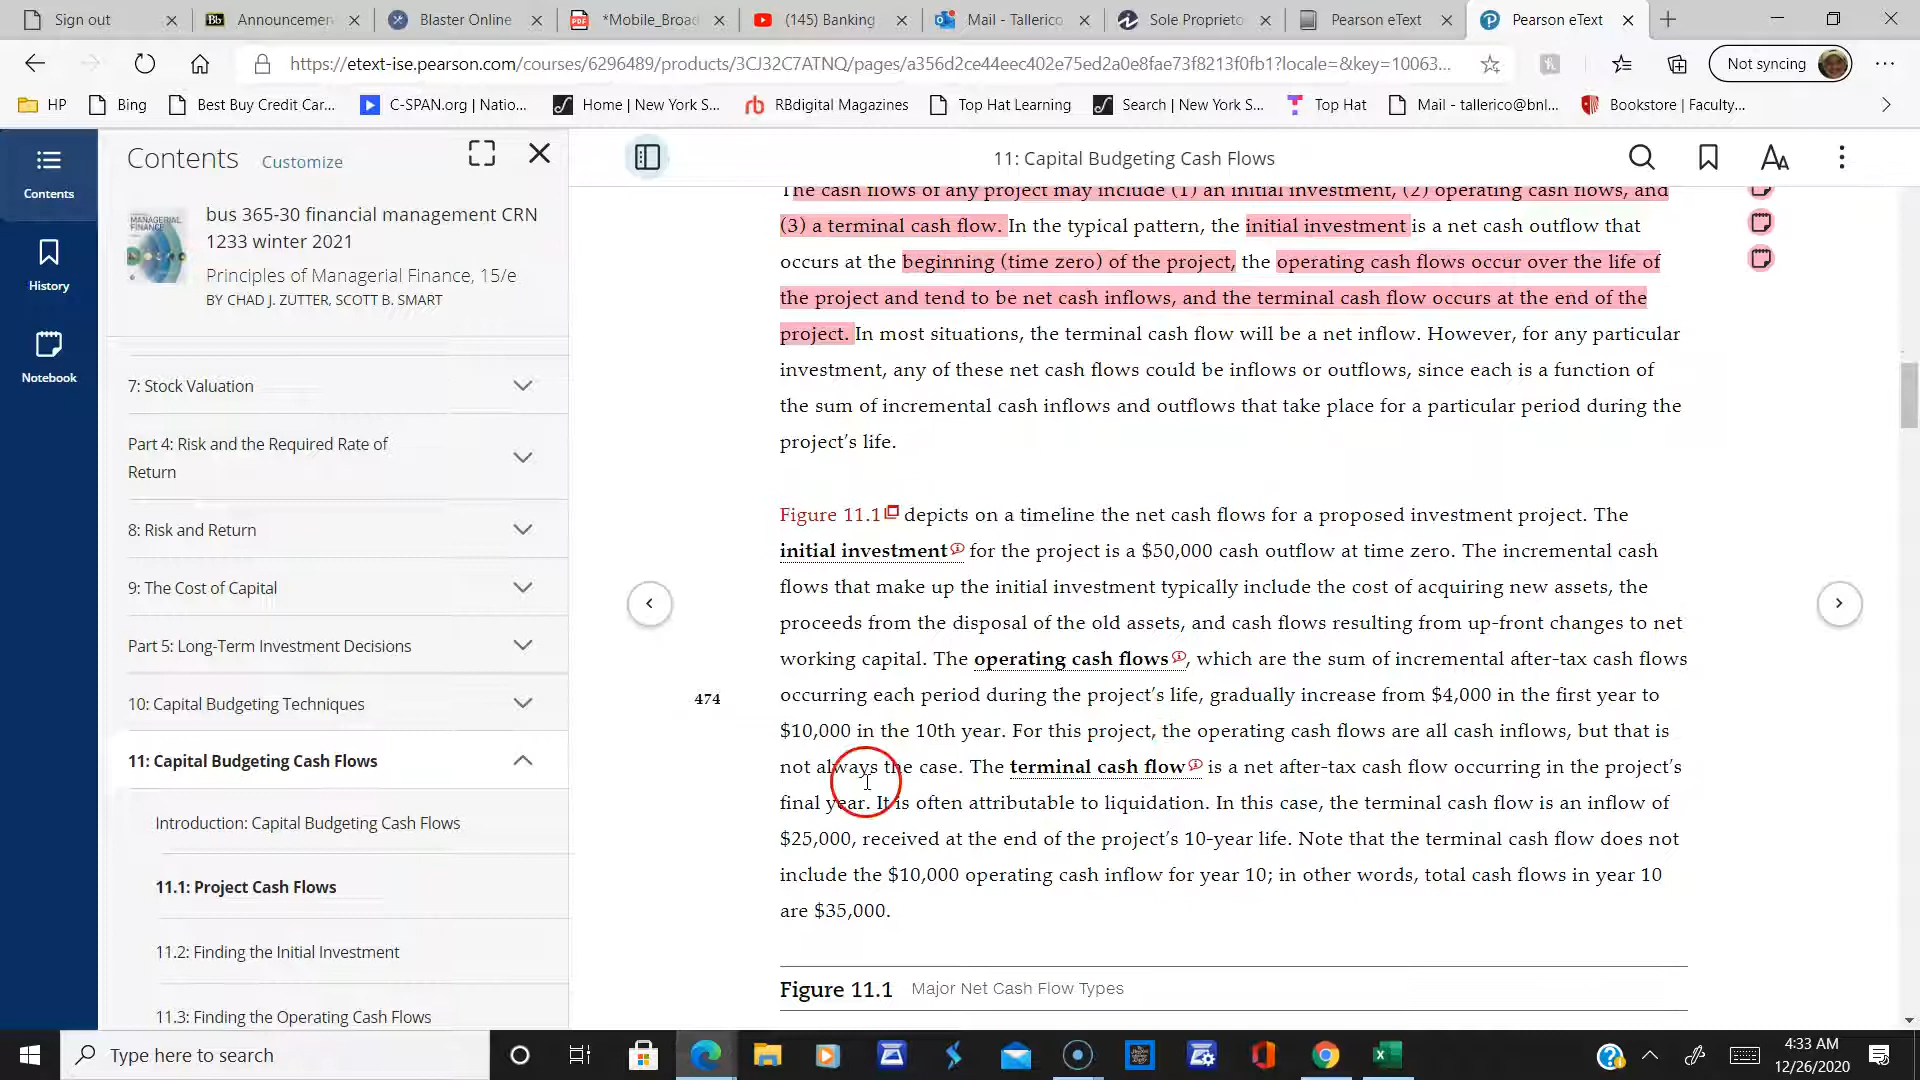 Sign out
Announcemen
Blaster Online
*Mobile_Broad
(145) Banking
Mail - Tallerico
Sole Proprieto
Pearson eText
Pearson eText
https://etext-ise.pearson.com/courses/6296489/products/3CJ32C7ATNQ/pages/a356d2ce44eec402e75ed2a0e8fae73f8213f0fb1?locale=&key=10063...
Not syncing
HP
Bing
Best Buy Credit Car...
C-SPAN.org | Natio...
Home | New York S...
RBdigital Magazines
Top Hat Learning
Search | New York S...
Top Hat
Mail - tallerico@bnl...
Bookstore | Faculty...
Contents
History
Notebook
Contents Customize
MANAGERIAL
FINANCE
bus 365-30 financial management CRN
1233 winter 2021
Principles of Managerial Finance, 15/e
BY CHAD J. ZUTTER, SCOTT B. SMART
7: Stock Valuation
Part 4: Risk and the Required Rate of
Return
8: Risk and Return
9: The Cost of Capital
Part 5: Long-Term Investment Decisions
10: Capital Budgeting Techniques
11: Capital Budgeting Cash Flows
Introduction: Capital Budgeting Cash Flows
11.1: Project Cash Flows
11.2: Finding the Initial Investment
11.3: Finding the Operating Cash Flows
11: Capital Budgeting Cash Flows
The cash flows of any project may include (1) an initial investment, (2) operating cash flows, and
(3) a terminal cash flow. In the typical pattern, the initial investment is a net cash outflow that
occurs at the beginning (time zero) of the project, the operating cash flows occur over the life of
the project and tend to be net cash inflows, and the terminal cash flow occurs at the end of the
project. In most situations, the terminal cash flow will be a net inflow. However, for any particular
investment, any of these net cash flows could be inflows or outflows, since each is a function of
the sum of incremental cash inflows and outflows that take place for a particular period during the
project's life.
Figure 11.1 depicts on a timeline the net cash flows for a proposed investment project. The
initial investment for the project is a $50,000 cash outflow at time zero. The incremental cash
flows that make up the initial investment typically include the cost of acquiring new assets, the
proceeds from the disposal of the old assets, and cash flows resulting from up-front changes to net
working capital. The operating cash flows, which are the sum of incremental after-tax cash flows
474
occurring each period during the project's life, gradually increase from $4,000 in the first year to
$10,000 in the 10th year. For this project, the operating cash flows are all cash inflows, but that is
not always the case. The terminal cash flow is a net after-tax cash flow occurring in the project's
final year. It is often attributable to liquidation. In this case, the terminal cash flow is an inflow of
$25,000, received at the end of the project's 10-year life. Note that the terminal cash flow does not
include the $10,000 operating cash inflow for year 10; in other words, total cash flows in year 10
are $35,000.
Figure 11.1 Major Net Cash Flow Types
Type here to search
4:33 AM
12/26/2020